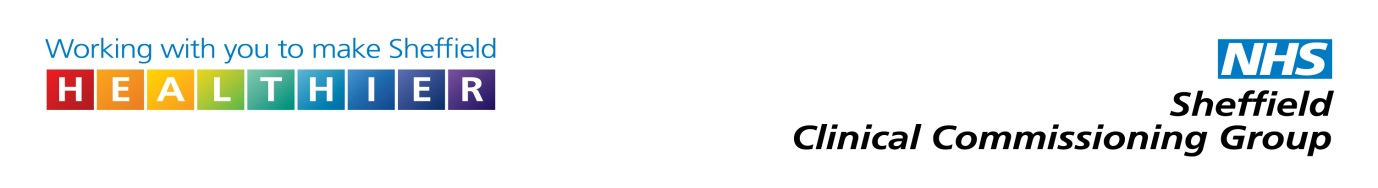 Working with you to make Sheffield
HEALTHIER
NHS
Sheffield
Clinical Commissioning Group